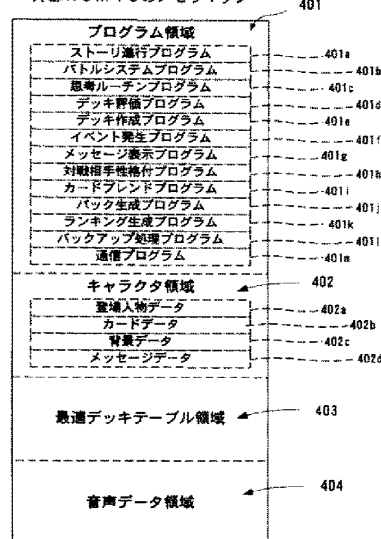 401
プログラム領域
ストーリ進行プログラム 401a
バトルシステムプログラム 401b
思考ルーチンプログラム 401c
デッキ評価プログラム 401d
デッキ作成プログラム 401e
イベント発生プログラム 401f
メッセージ表示プログラム 401g
対戦相手性格付プログラム 401h
カードブレンドプログラム 401i
パック生成プログラム 401j
ランキング生成プログラム 401k
バックアップ処理プログラム 401l
通信プログラム 401m
キャラクタ領域 402
登場人物データ 402a
カードデータ 402b
背景データ 402c
メッセージデータ 402d
最適デッキテーブル領域 403
音声データ領域 404